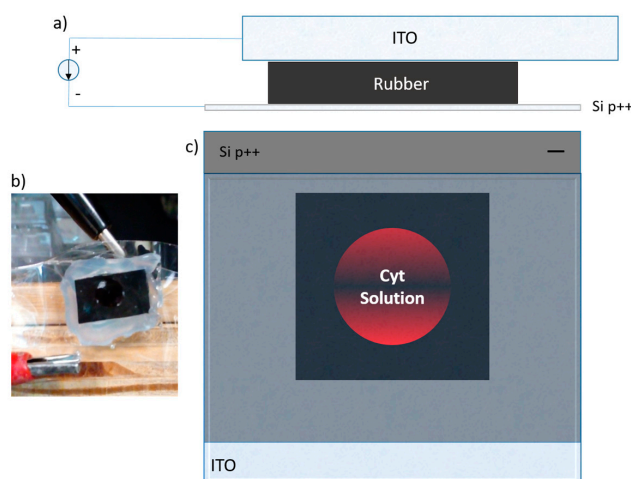 a)
+
ITO
-
Rubber
Si p++
c)
Si p++
b)
Cyt
Solution
ITO